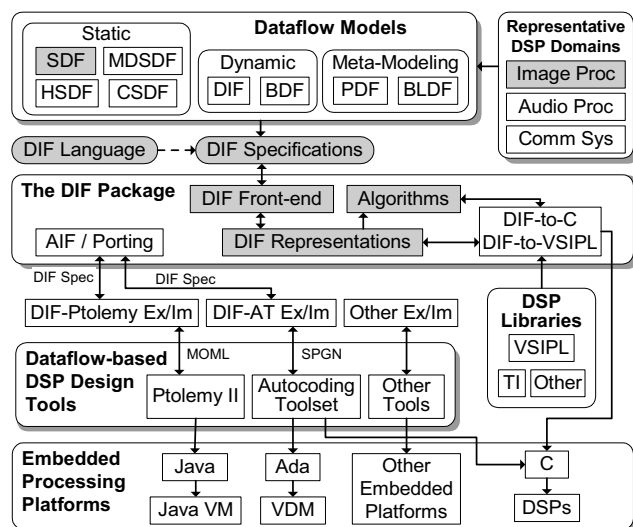 Dataflow Models
Static
SDF
MDSDF
HSDF
CSDF
Dynamic
DIF
BDF
Meta-Modeling
PDF
BLDF
Representative
DSP Domains
Image Proc
Audio Proc
Comm Sys
DIF Language
DIF Specifications
The DIF Package
DIF Front-end
Algorithms
AIF / Porting
DIF Representations
DIF-to-C
DIF-to-VSIPL
DIF Spec
DIF Spec
DIF-Ptolemy Ex/Im
DIF-AT Ex/Im
Other Ex/Im
DSP
Libraries
VSIPL
TI
Other
Dataflow-based
DSP Design
Tools
MOML
SPGN
Ptolemy II
Autocoding
Toolset
Other
Tools
Embedded
Processing
Platforms
Java
Ada
Other
Embedded
Platforms
C
Java VM
VDM
DSPs